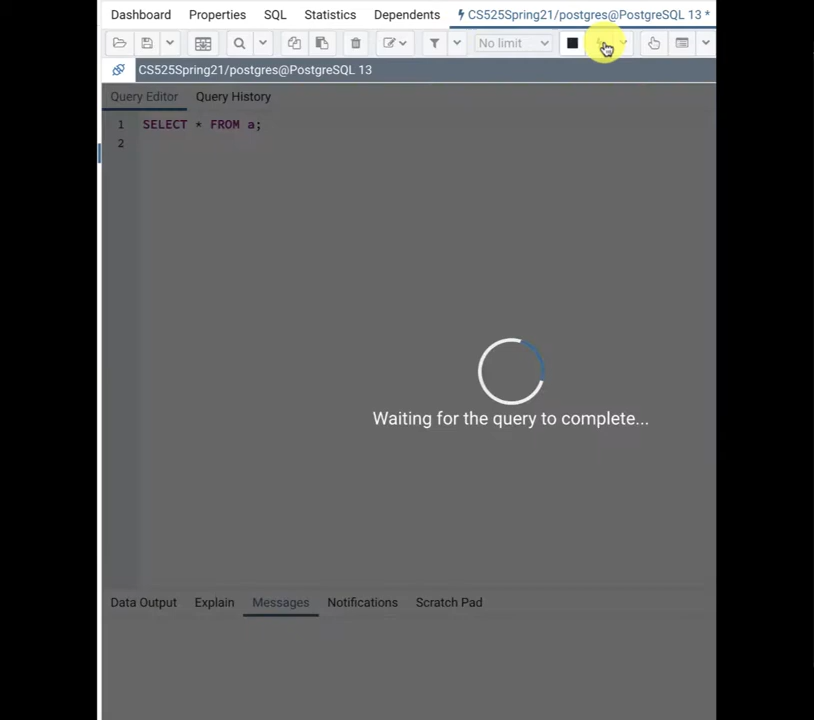 Dashboard Properties SQL Statistics Dependents CS525Spring21/postgres@PostgreSQL 13 *
No limit
CS525Spring21/postgres@PostgreSQL 13
Query Editor Query History
1 SELECT * FROM a;
2
Waiting for the query to complete...
Data Output Explain Messages Notifications Scratch Pad